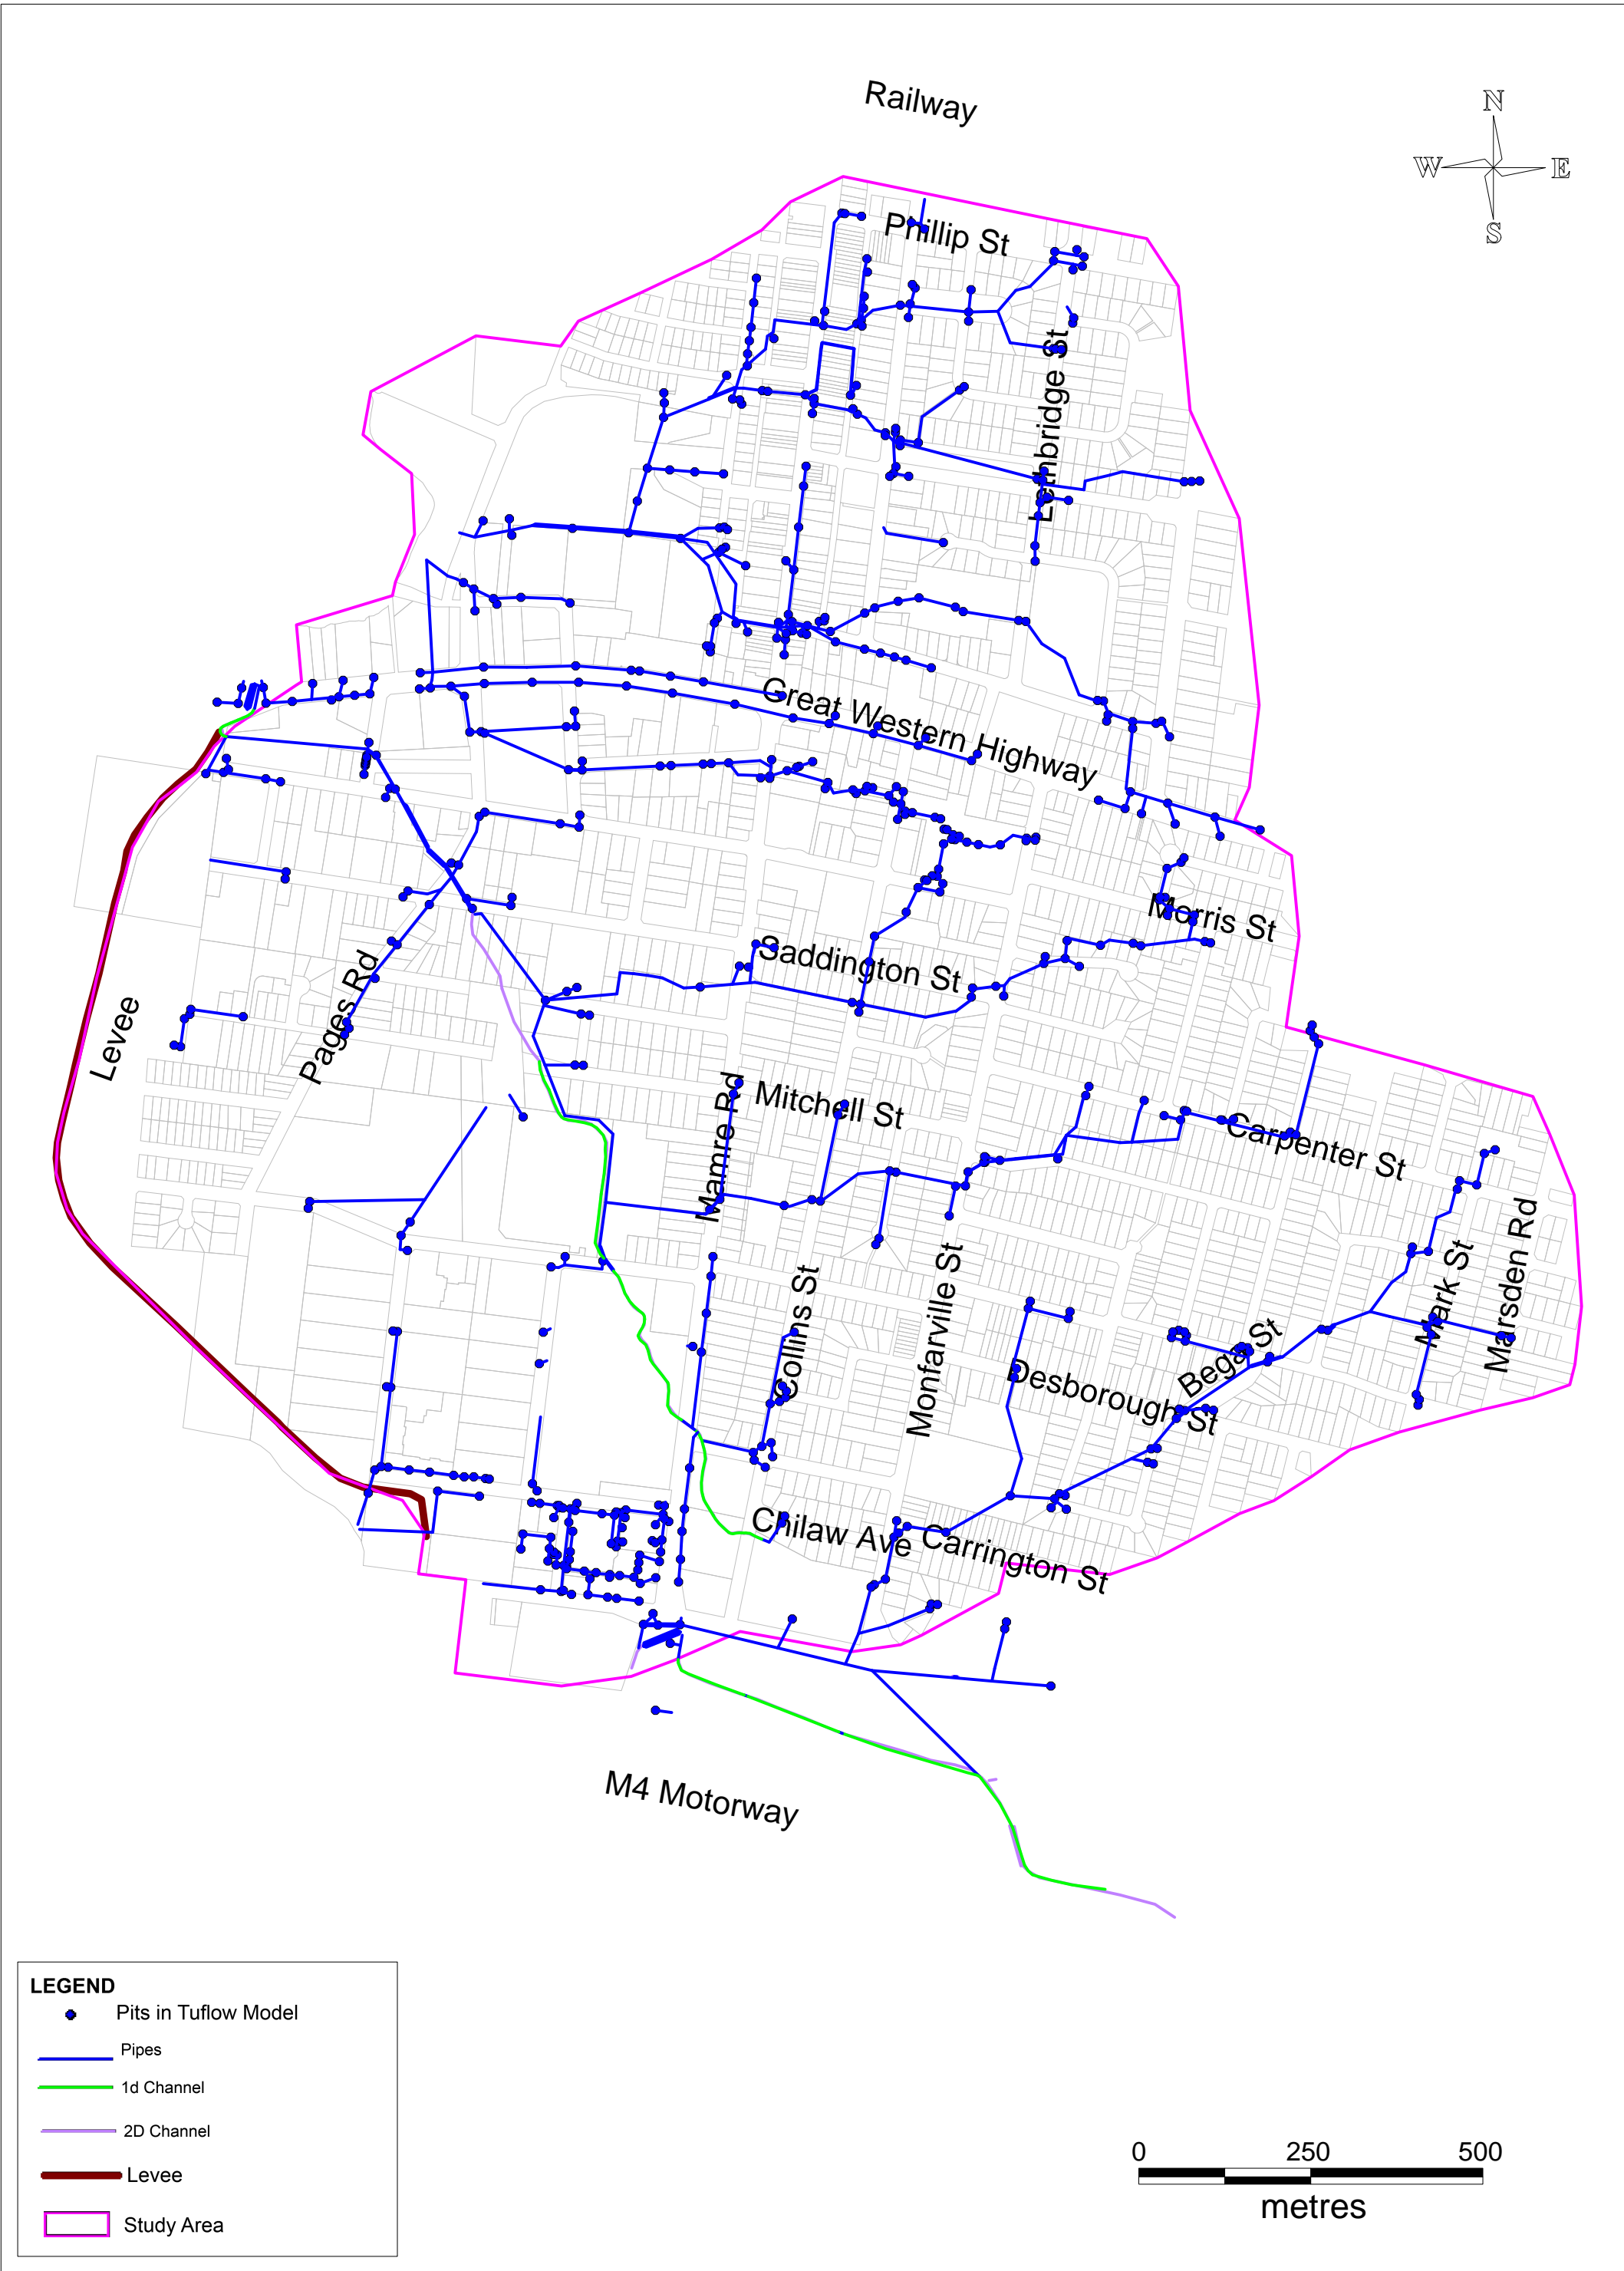 Railway
N
W
E
S
Phillip St
Lethbridge St
Great Western Highway
Morris St
Saddington St
Pages Rd
Levee
Mamre Rd
Mitchell St
Carpenter St
Marsden Rd
Mark St
Collins St
Monfarville St
Bega St
Desborough St
Chilaw Ave
Carrington St
M4 Motorway
LEGEND
Pits in Tuflow Model
Pipes
1d Channel
2D Channel
Levee
Study Area
0 250 500
metres